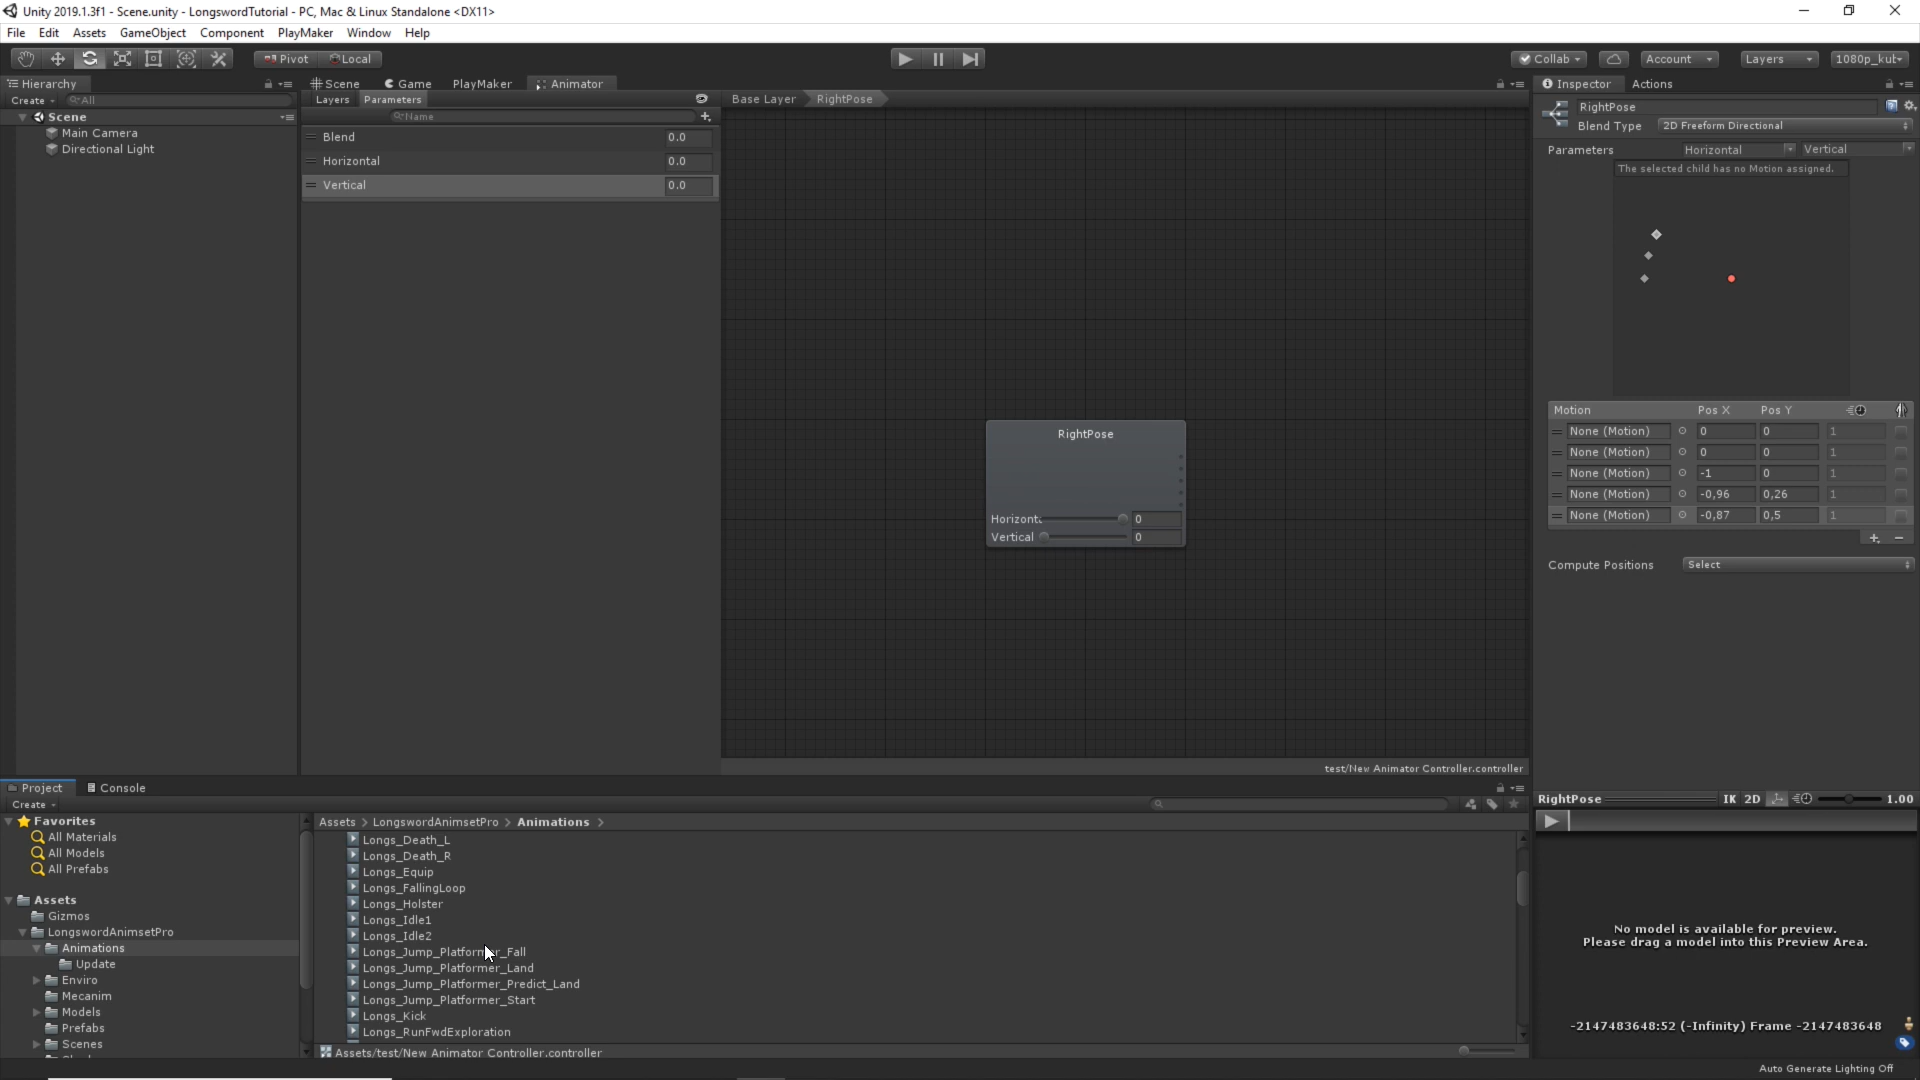 Unity 2019.1.3f1 - Scene.unity - LongswordTutorial - PC, Mac & Linux Standalone <DX11>
File Edit Assets GameObject Component PlayMaker Window Help
Pivot Local Collab Account Layers 1080p_kut
Hierarchy Scene Game PlayMaker Animator Inspector Actions
Create All Layers Parameters Base Layer RightPose
Name
Scene
Main Camera
Directional Light
Blend 0.0
Horizontal 0.0
Vertical 0.0
RightPose
Horizont 0
Vertical 0
test/New Animator Controller.controller
RightPose
Blend Type 2D Freeform Directional
Parameters Horizontal Vertical
The selected child has no Motion assigned.
Motion Pos X Pos Y
None (Motion) 0 0 1
None (Motion) 0 0 1
None (Motion) -1 0 1
None (Motion) -0,96 0,26 1
None (Motion) -0,87 0,5 1
+ −
Compute Positions Select
Project Console
Create
Favorites
All Materials
All Models
All Prefabs
Assets
Gizmos
LongswordAnimsetPro
Animations
Update
Enviro
Mecanim
Models
Prefabs
Scenes
Assets > LongswordAnimsetPro > Animations >
Longs_Death_L
Longs_Death_R
Longs_Equip
Longs_FallingLoop
Longs_Holster
Longs_Idle1
Longs_Idle2
Longs_Jump_Platformer_Fall
Longs_Jump_Platformer_Land
Longs_Jump_Platformer_Predict_Land
Longs_Jump_Platformer_Start
Longs_Kick
Longs_RunFwdExploration
Assets/test/New Animator Controller.controller
RightPose IK 2D 1.00
No model is available for preview.
Please drag a model into this Preview Area.
-2147483648:52 (-Infinity) Frame -2147483648
Auto Generate Lighting Off